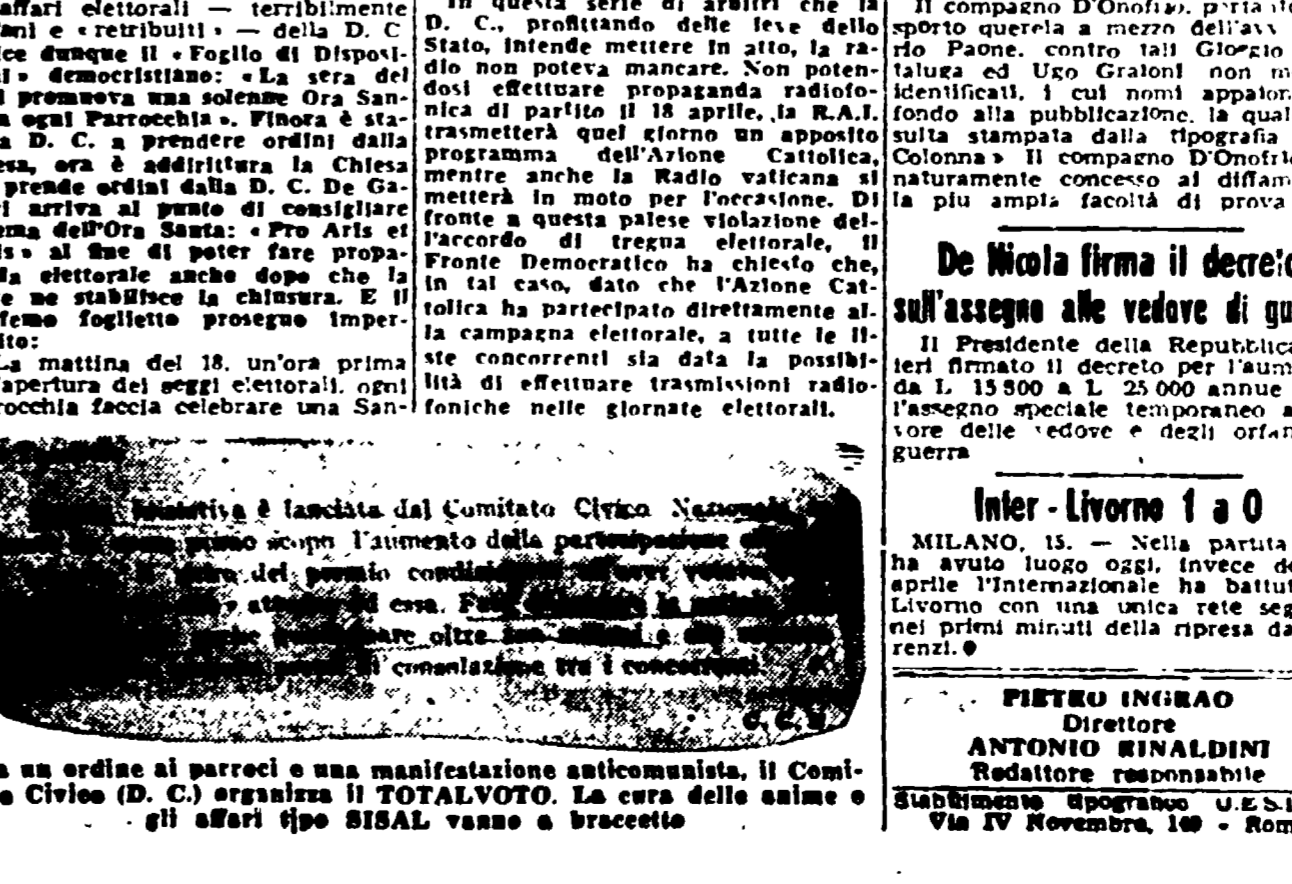 affari elettorali — terribilmente
ani e « retribuiti » — della D. C
ce dunque il « Foglio di Disposi-
i » democristiano: « La sera del
promuova una solenne Ora San-
ogni Parrocchia ». Finora è sta-
a D. C. a prendere ordini dalla
esa, ora è addirittura la Chiesa
prende ordini dalla D. C. De Ga-
ri arriva al punto di consigliare
ema dell'Ora Santa: « Pro Aris et
is » al fine di poter fare propa-
da elettorale anche dopo che la
e ne stabilisce la chiusura. E il
femo foglietto prosegue imper-
ito:
La mattina del 18. un'ora prima
apertura dei seggi elettorali. ogni
rocchia faccia celebrare una San-
In questa serie di arbitri che la
D. C., profittando delle leve dello
Stato, intende mettere in atto, la ra-
dio non poteva mancare. Non poten-
dosi effettuare propaganda radiofo-
nica di partito il 18 aprile, la R.A.I.
trasmetterà quel giorno un apposito
programma dell'Azione Cattolica,
mentre anche la Radio vaticana si
metterà in moto per l'occasione. Di
fronte a questa palese violazione del-
l'accordo di tregua elettorale, il
Fronte Democratico ha chiesto che,
in tal caso, dato che l'Azione Cat-
tolica ha partecipato direttamente al-
la campagna elettorale, a tutte le li-
ste concorrenti sia data la possibi-
lità di effettuare trasmissioni radio-
foniche nelle giornate elettorali.
è lanciata dal Comitato Civico
primo scopo l'aumento della partecipazione
del premio
ad essa.
oltre
consolazione tra i concorrenti
C. C. N
un ordine ai parroci e una manifestazione anticomunista, il Comi-
o Civico (D. C.) organizza il TOTALVOTO. La cura delle anime e
gli affari tipo SISAL vanno a braccetto
Il compagno D'Onofrio.
sporto querela a mezzo dell'avv
rio Paone. contro tali Giorgio
taluga ed Ugo Graioni non m
identificati. i cui nomi appaion
fondo alla pubblicazione. la qual
sulta stampata dalla tipografia
Colonna » Il compagno D'Onofrio
naturamente concesso ai diffam
la piu ampia facoltà di prova
De Nicola firma il decreto
sull'assegno alle vedove di gu
Il Presidente della Repubblica
ieri firmato il decreto per l'aum
da L 15 800 a L 25 000 annue
l'assegno speciale temporaneo a
vore delle vedove e degli orfan
guerra
Inter - Livorno 1 a 0
MILANO, 15. — Nella partita
ha avuto luogo oggi, invece de
aprile l'Internazionale ha battut
Livorno con una unica rete seg
nei primi minuti della ripresa da
renzi.
PIETRO INGRAO
Direttore
ANTONIO RINALDINI
Redattore responsabile
Stabilimento tipografico U.E.S.I
Via IV Novembre, 149 - Rom